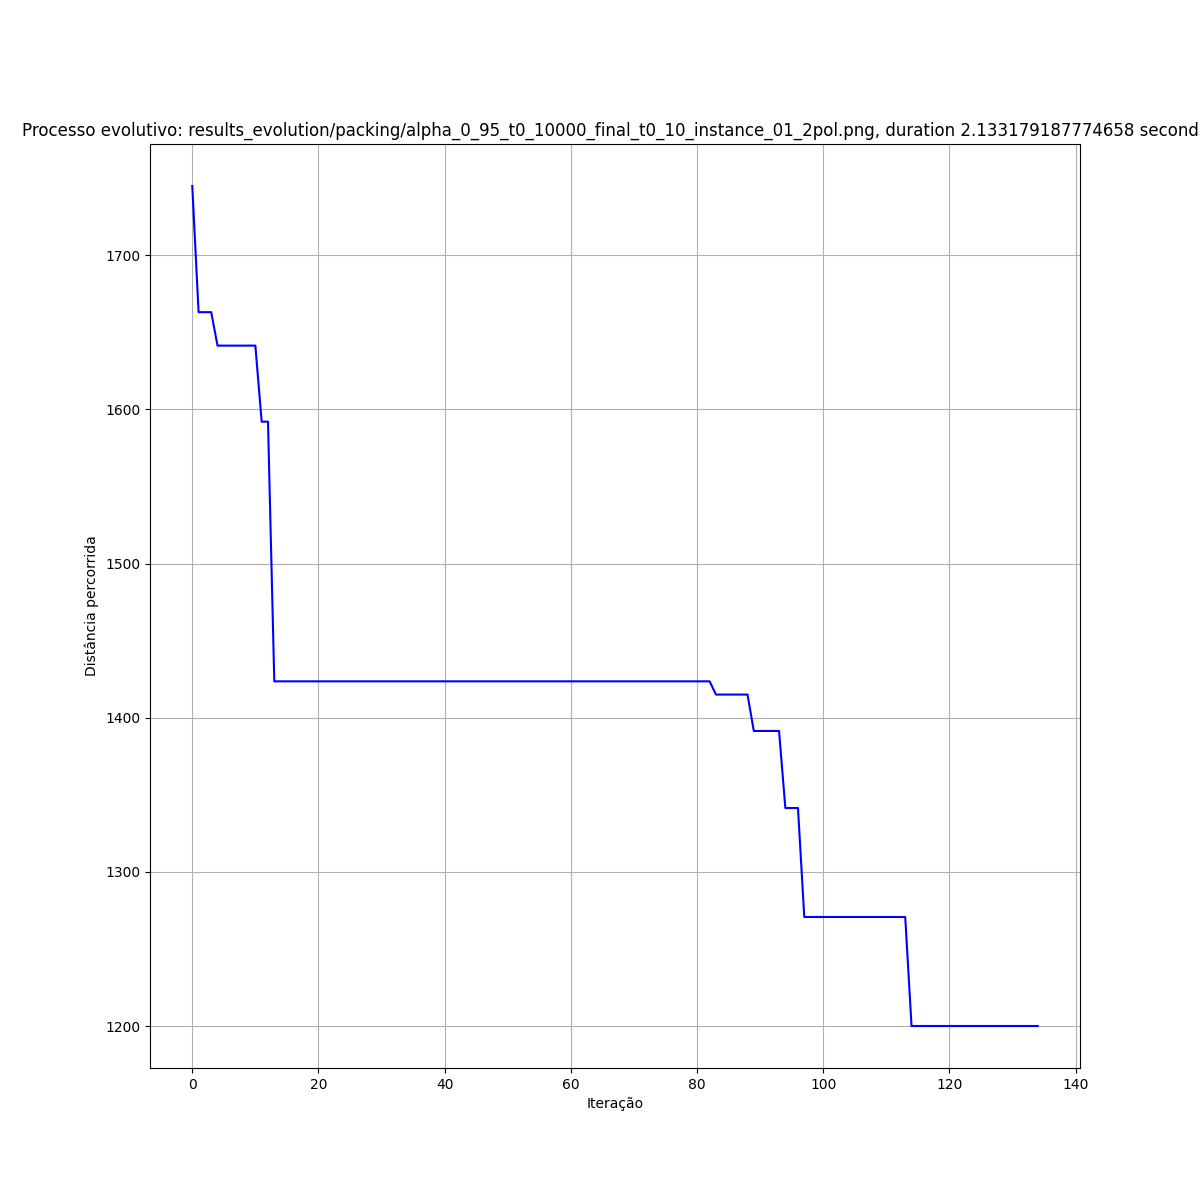 Processo evolutivo: results_evolution/packing/alpha_0_95_t0_10000_final_t0_10_instance_01_2pol.png, duration 2.133179187774658 second
1700
1600
1500
1400
1300
1200
Distância percorrida
0 20 40 60 80 100 120 140
Iteração